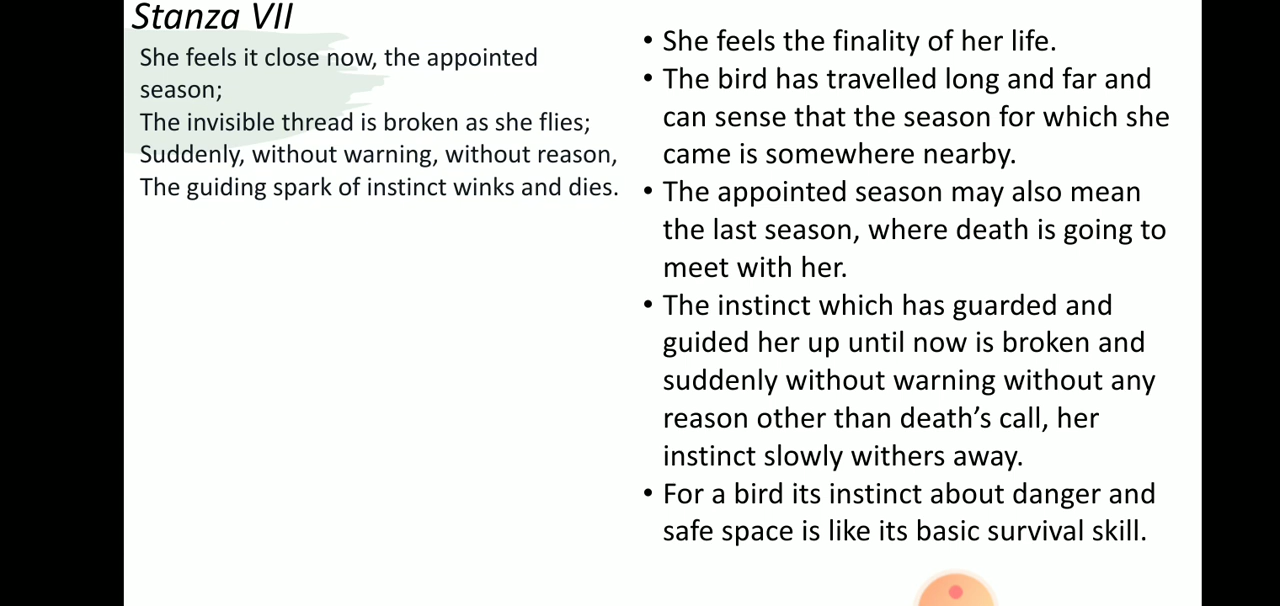 Stanza VII
She feels it close now, the appointed
season;
The invisible thread is broken as she flies;
Suddenly, without warning, without reason,
The guiding spark of instinct winks and dies.
• She feels the finality of her life.
• The bird has travelled long and far and
can sense that the season for which she
came is somewhere nearby.
• The appointed season may also mean
the last season, where death is going to
meet with her.
• The instinct which has guarded and
guided her up until now is broken and
suddenly without warning without any
reason other than death’s call, her
instinct slowly withers away.
• For a bird its instinct about danger and
safe space is like its basic survival skill.